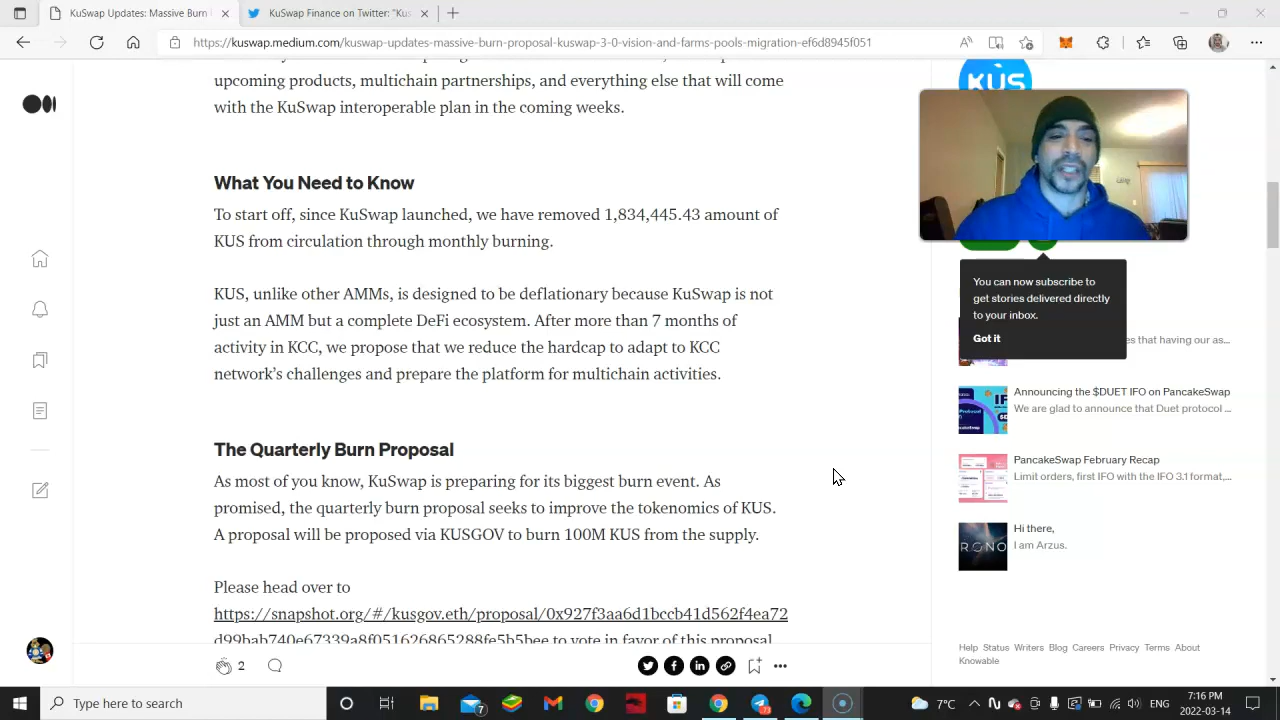 KuSwap Updates: Massive Burn
KuSwap Finance on Twitter: "Kus
https://kuswap.medium.com/kuswap-updates-massive-burn-proposal-kuswap-3-0-vision-and-farms-pools-migration-ef6d8945f051
upcoming products, multichain partnerships, and everything else that will come
with the KuSwap interoperable plan in the coming weeks.
What You Need to Know
To start off, since KuSwap launched, we have removed 1,834,445.43 amount of
KUS from circulation through monthly burning.
KUS, unlike other AMMs, is designed to be deflationary because KuSwap is not
just an AMM but a complete DeFi ecosystem. After more than 7 months of
activity in KCC, we propose that we reduce the hardcap to adapt to KCC
network's challenges and prepare the platform for multichain activities.
The Quarterly Burn Proposal
As most of you know, KuSwap is preparing for its biggest burn event. As
promised, the quarterly burn proposal seeks to improve the tokenomics of KUS.
A proposal will be proposed via KUSGOV to burn 100M KUS from the supply.
Please head over to
https://snapshot.org/#/kusgov.eth/proposal/0x927f3aa6d1bccb41d562f4ea72
d99bab740e67339a8f051626865288fe5b5bee to vote in favor of this proposal
2
KUS
You can now subscribe to
get stories delivered directly
to your inbox.
Got it
es that having our as...
Announcing the $DUET IFO on PancakeSwap
We are glad to announce that Duet protocol ...
PancakeSwap February Recap
Limit orders, first IFO with the IFO 3.1 format,...
Hi there,
I am Arzus.
RONO
Help Status Writers Blog Careers Privacy Terms About
Knowable
Type here to search
7
7°C
ENG
7:16 PM
2022-03-14